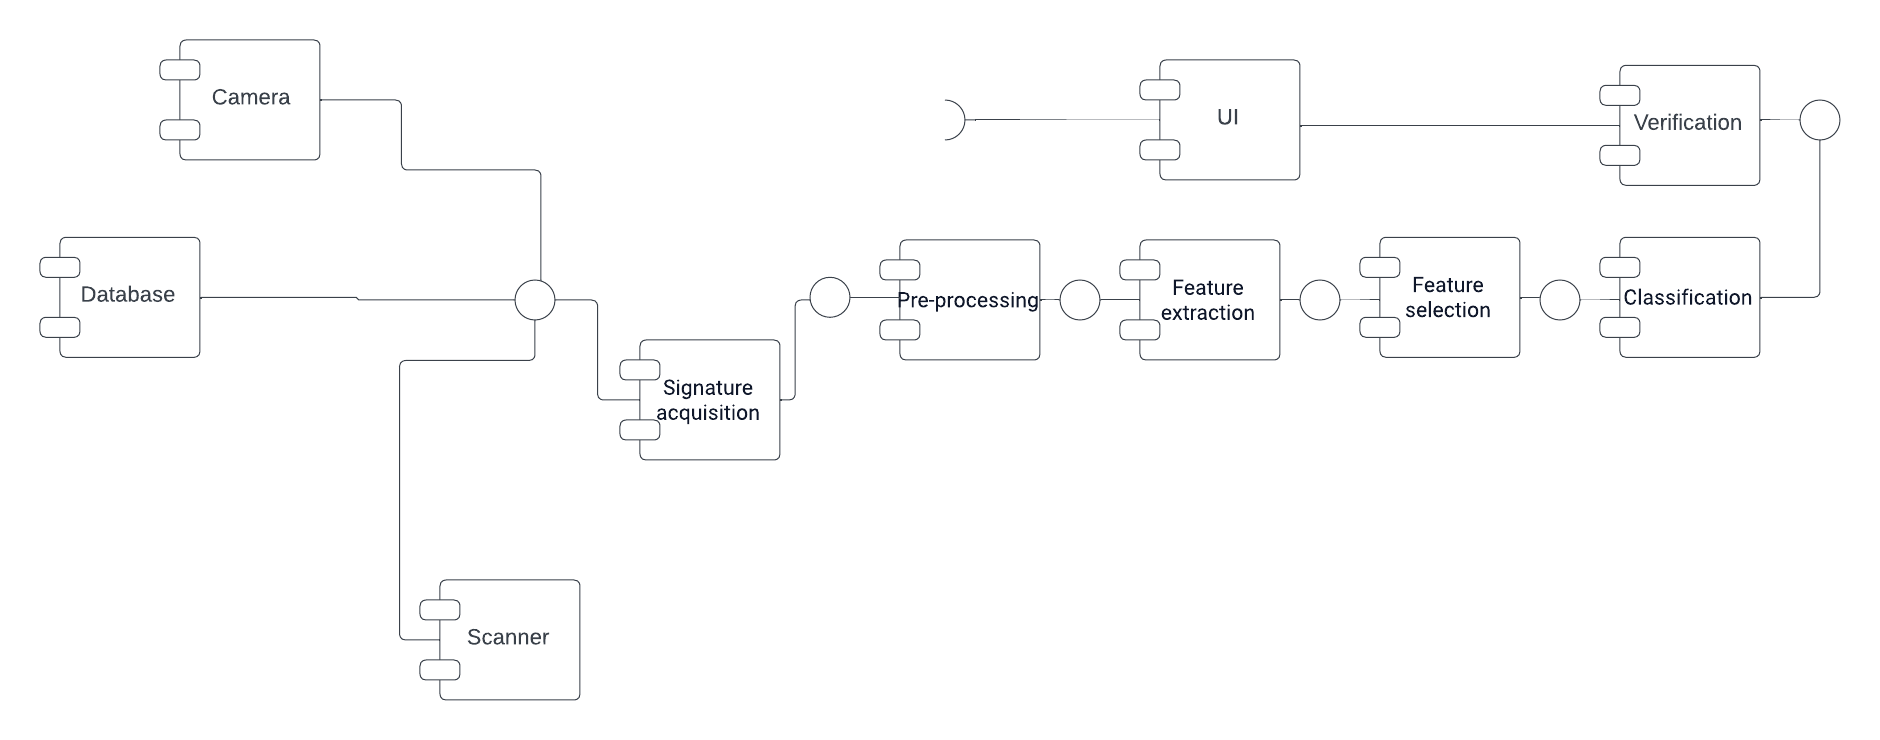 Camera
UI
Verification
Database
Pre-processing
Feature
extraction
Feature
selection
Classification
Signature
acquisition
Scanner